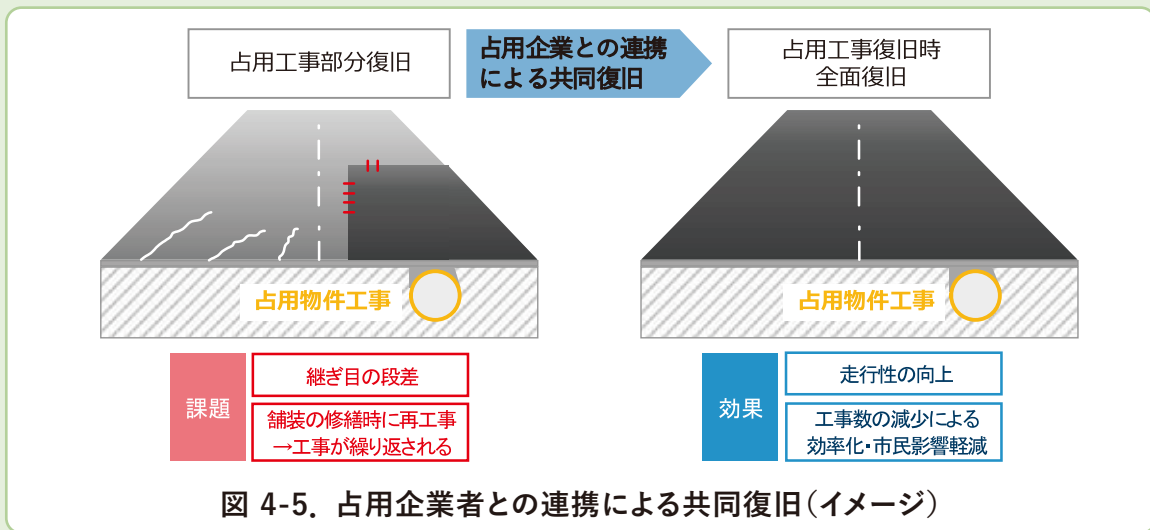 占用工事部分復旧
占用企業との連携
による共同復旧
占用工事復旧時
全面復旧
占用物件工事
占用物件工事
課題
継ぎ目の段差
舗装の修繕時に再工事
→工事が繰り返される
効果
走行性の向上
工事数の減少による
効率化・市民影響軽減
図 4-5. 占用企業者との連携による共同復旧（イメージ）